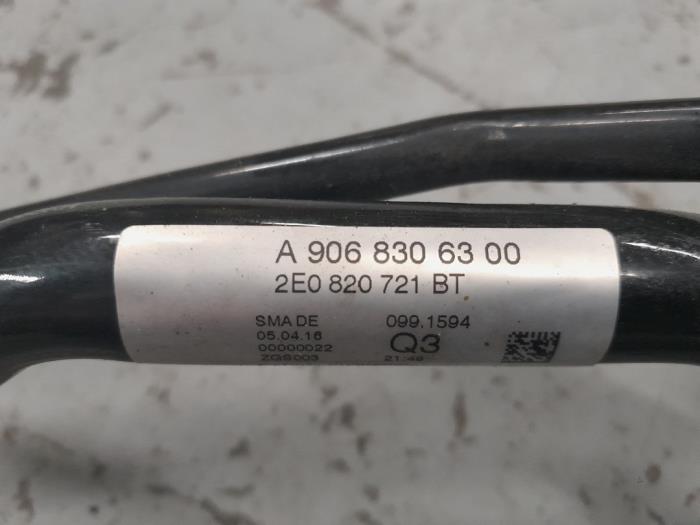 A 906 830 63 00
2E0 820 721 BT
SMA DE 099.1594
05.04.16 Q3
00000022
ZGS003 21:48